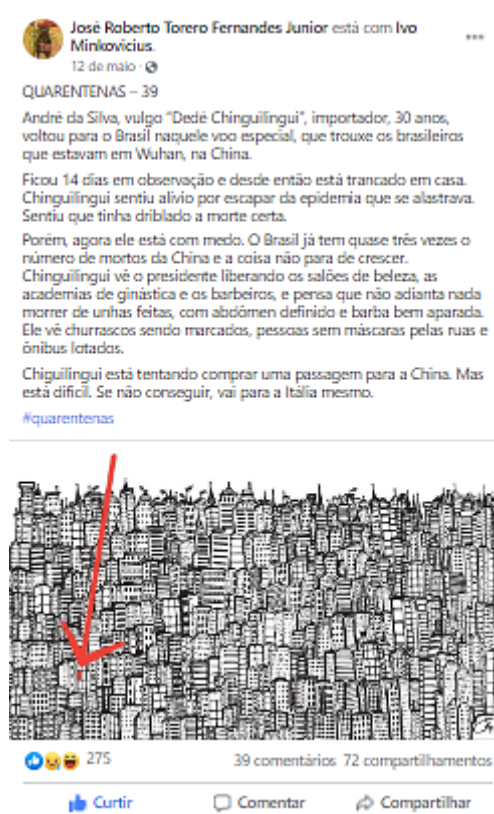 José Roberto Torero Fernandes Junior está com Ivo
Minkovicius.
12 de maio ·
QUARENTENAS – 39
André da Silva, vulgo "Dedé Chinguilingui", importador, 30 anos,
voltou para o Brasil naquele voo especial, que trouxe os brasileiros
que estavam em Wuhan, na China.
Ficou 14 dias em observação e desde então está trancado em casa.
Chinguilingui sentiu alívio por escapar da epidemia que se alastrava.
Sentiu que tinha driblado a morte certa.
Porém, agora ele está com medo. O Brasil já tem quase três vezes o
número de mortos da China e a coisa não para de crescer.
Chinguilingui vê o presidente liberando os salões de beleza, as
academias de ginástica e os barbeiros, e pensa que não adianta nada
morrer de unhas feitas, com abdômen definido e barba bem aparada.
Ele vê churrascos sendo marcados, pessoas sem máscaras pelas ruas e
ônibus lotados.
Chiguilingui está tentando comprar uma passagem para a China. Mas
está difícil. Se não conseguir, vai para a Itália mesmo.
#quarentenas
275
39 comentários 72 compartilhamentos
Curtir Comentar Compartilhar